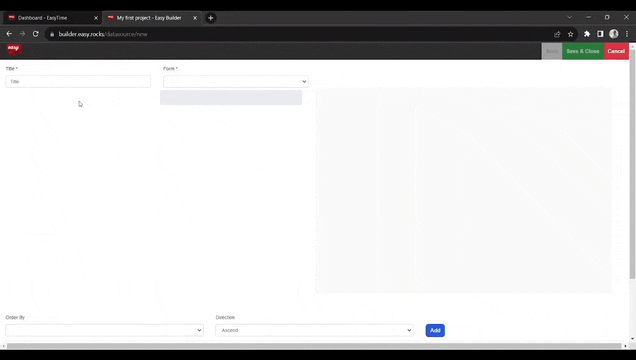 Dashboard - EasyTime
My first project - Easy Builder
builder.easy.rocks/datasource/new
easy
Save & Close
Cancel
Title *
Form *
Title
Order By
Direction
Ascend
Add